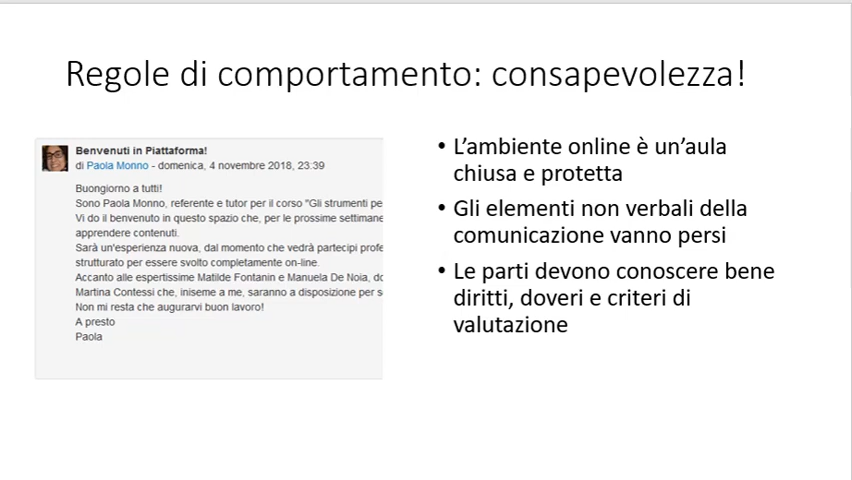 Regole di comportamento: consapevolezza!
Benvenuti in Piattaforma!
di Paola Monno - domenica, 4 novembre 2018, 23:39
Buongiorno a tutti!
Sono Paola Monno, referente e tutor per il corso "Gli strumenti pe
Vi do il benvenuto in questo spazio che, per le prossime settimane
apprendere contenuti.
Sarà un'esperienza nuova, dal momento che vedrà partecipi profe
strutturato per essere svolto completamente on-line.
Accanto alle espertissime Matilde Fontanin e Manuela De Noia, do
Martina Contessi che, iniseme a me, saranno a disposizione per s
Non mi resta che augurarvi buon lavoro!
A presto
Paola
• L'ambiente online è un'aula
chiusa e protetta
• Gli elementi non verbali della
comunicazione vanno persi
• Le parti devono conoscere bene
diritti, doveri e criteri di
valutazione